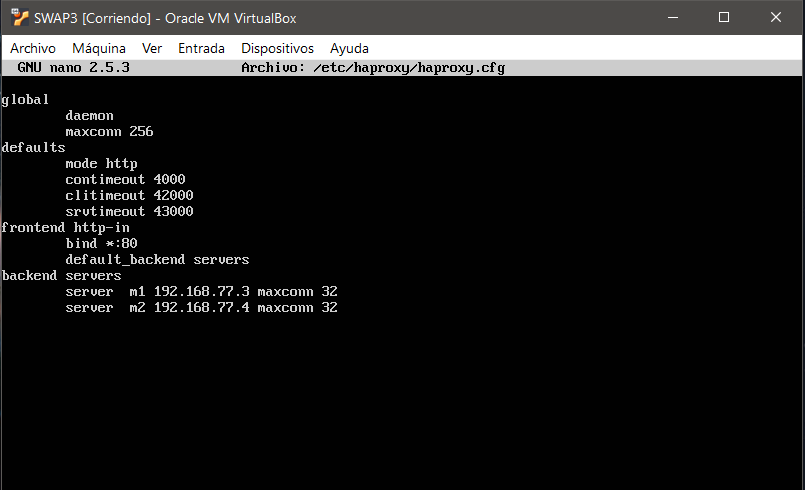 SWAP3 [Corriendo] - Oracle VM VirtualBox
Archivo Máquina Ver Entrada Dispositivos Ayuda
GNU nano 2.5.3 Archivo: /etc/haproxy/haproxy.cfg
global
daemon
maxconn 256
defaults
mode http
contimeout 4000
clitimeout 42000
srvtimeout 43000
frontend http-in
bind *:80
default_backend servers
backend servers
server  m1 192.168.77.3 maxconn 32
server  m2 192.168.77.4 maxconn 32